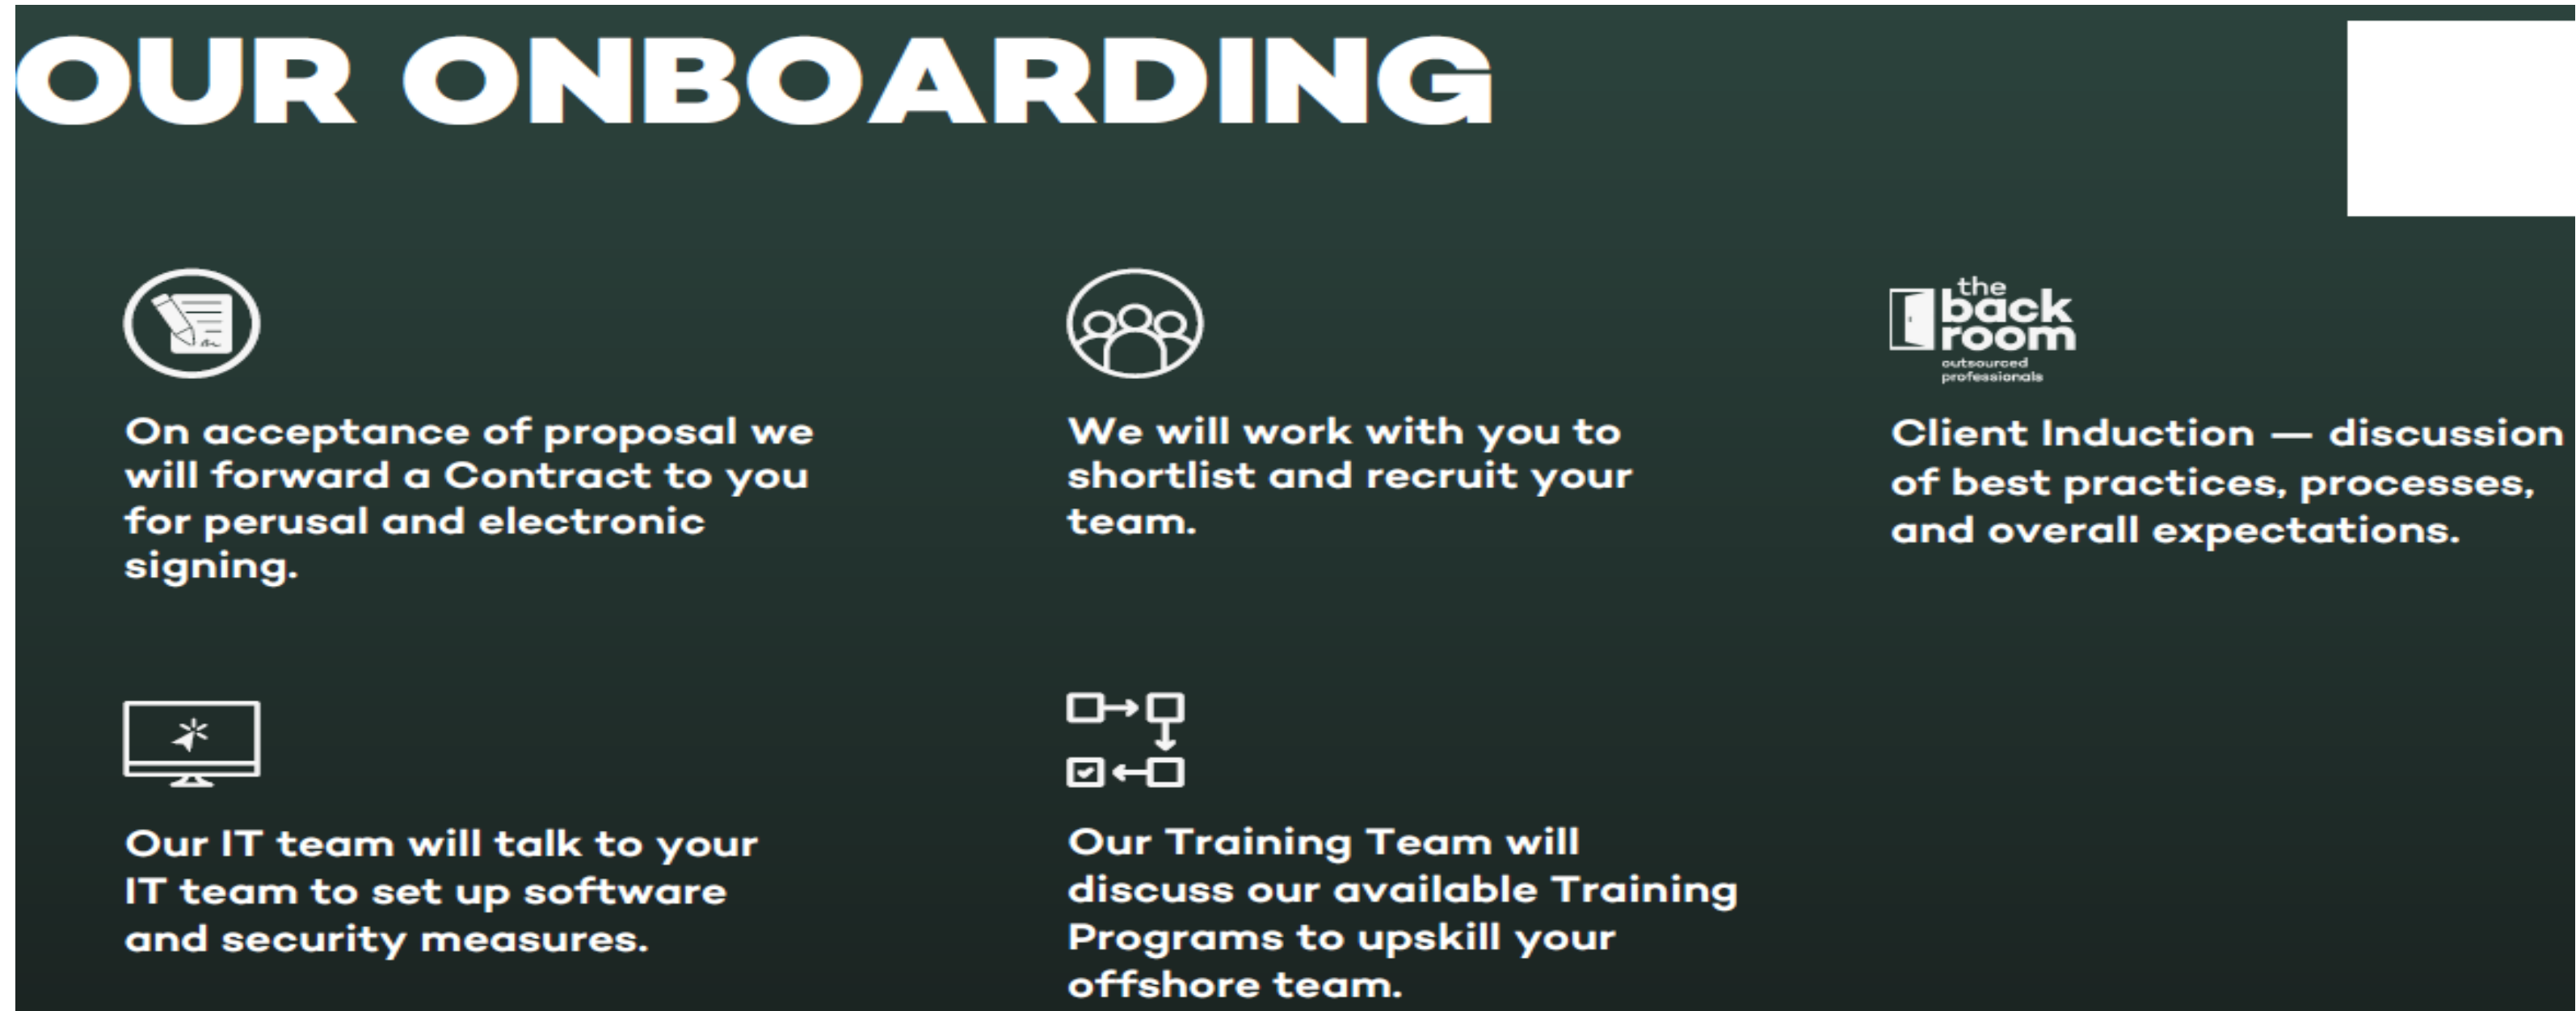 OUR ONBOARDING
On acceptance of proposal we
will forward a Contract to you
for perusal and electronic
signing.
We will work with you to
shortlist and recruit your
team.
the
back
room
outsourced
professionals
Client Induction — discussion
of best practices, processes,
and overall expectations.
Our IT team will talk to your
IT team to set up software
and security measures.
Our Training Team will
discuss our available Training
Programs to upskill your
offshore team.